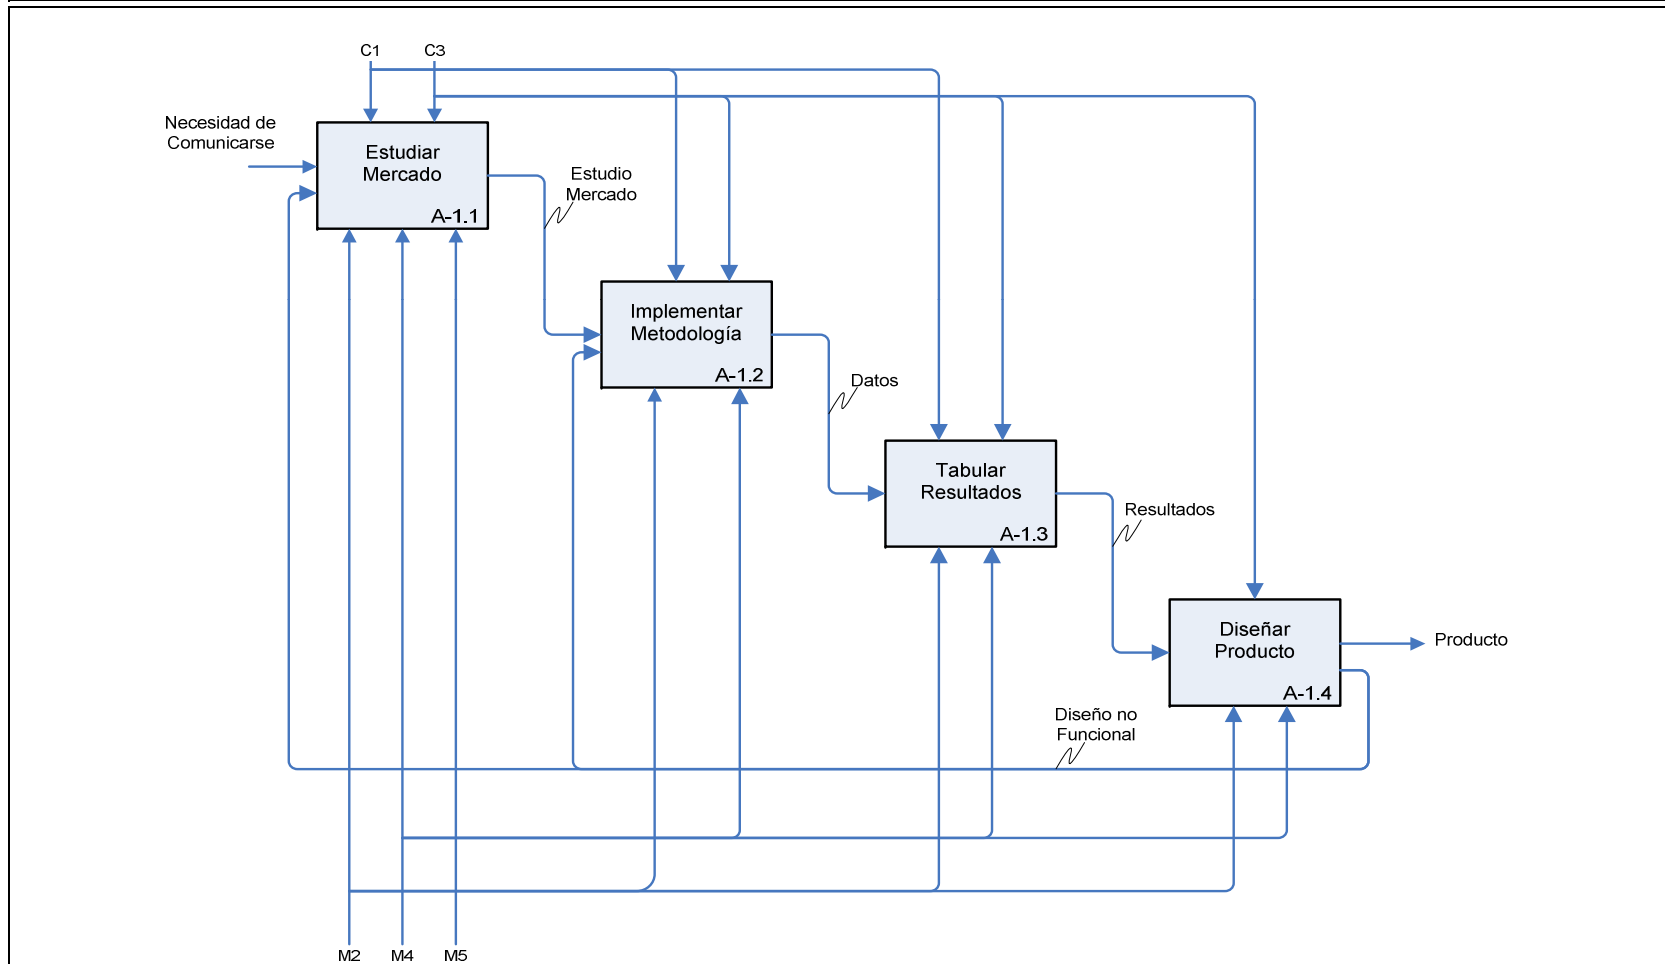 C1
C3
Necesidad de
Comunicarse
Estudiar
Mercado
A-1.1
Estudio
Mercado
Implementar
Metodología
A-1.2
Datos
Tabular
Resultados
A-1.3
Resultados
Diseñar
Producto
A-1.4
Producto
Diseño no
Funcional
M2
M4
M5